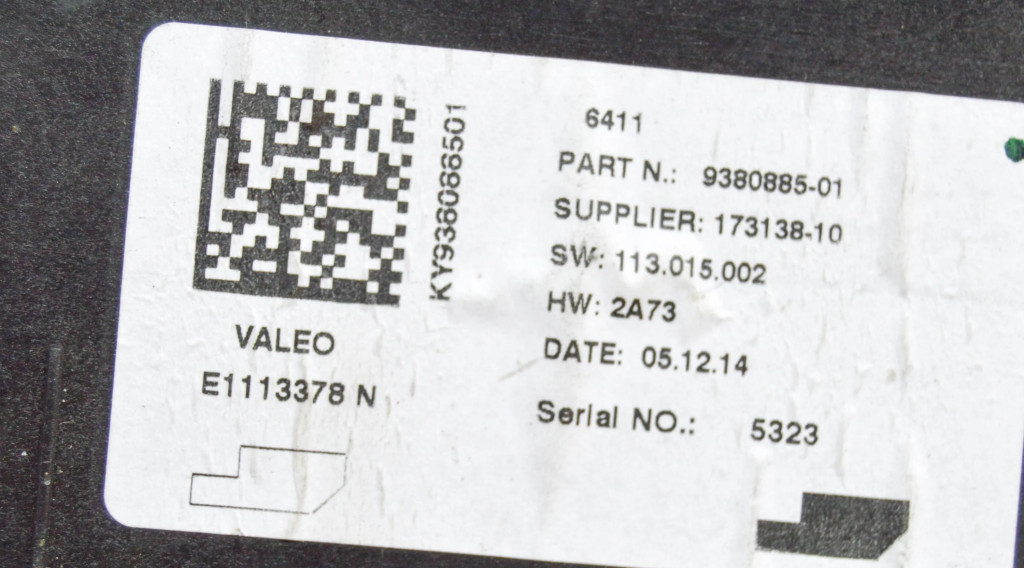 KY938088501
VALEO
E1113378 N
6411
PART N.: 9380885-01
SUPPLIER: 173138-10
SW: 113.015.002
HW: 2A73
DATE: 05.12.14
Serial NO.: 5323